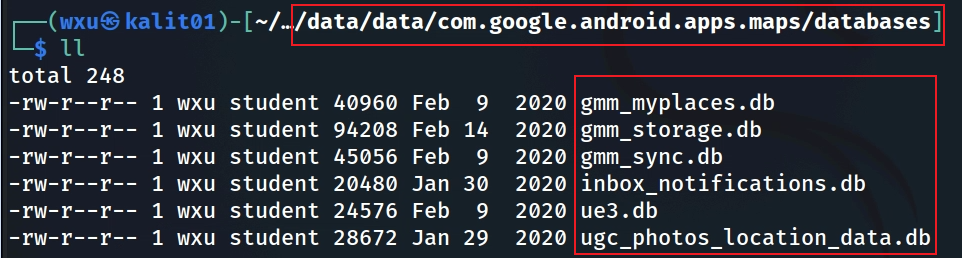 ┌──(wxu㉿kalit01)-[~/…/data/data/com.google.android.apps.maps/databases]
└─$ ll
total 248
-rw-r--r-- 1 wxu student 40960 Feb  9  2020 gmm_myplaces.db
-rw-r--r-- 1 wxu student 94208 Feb 14  2020 gmm_storage.db
-rw-r--r-- 1 wxu student 45056 Feb  9  2020 gmm_sync.db
-rw-r--r-- 1 wxu student 20480 Jan 30  2020 inbox_notifications.db
-rw-r--r-- 1 wxu student 24576 Feb  9  2020 ue3.db
-rw-r--r-- 1 wxu student 28672 Jan 29  2020 ugc_photos_location_data.db